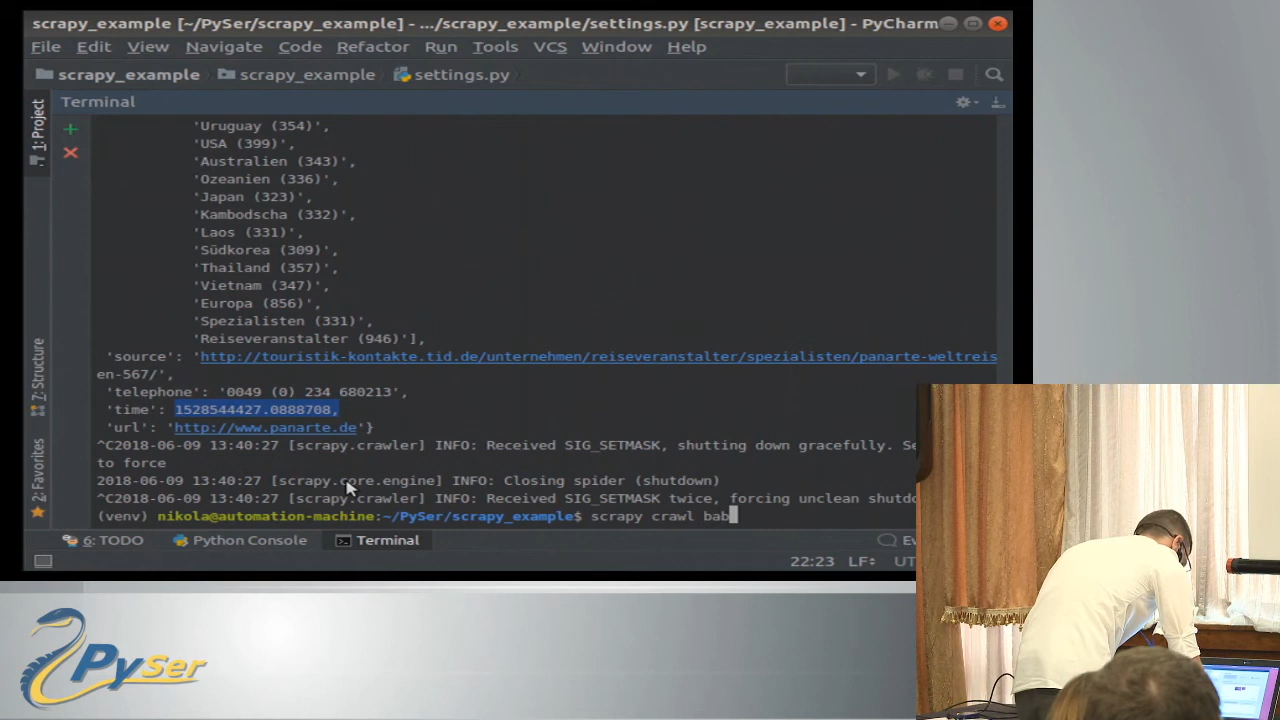 scrapy_example [~/PySer/scrapy_example] - .../scrapy_example/settings.py [scrapy_example] - PyCharm
File Edit View Navigate Code Refactor Run Tools VCS Window Help
scrapy_example scrapy_example settings.py
Terminal
1: Project
'Uruguay (354)',
'USA (399)',
'Australien (343)',
'Ozeanien (336)',
'Japan (323)',
'Kambodscha (332)',
'Laos (331)',
'Südkorea (309)',
'Thailand (357)',
'Vietnam (347)',
'Europa (856)',
'Spezialisten (331)',
'Reiseveranstalter (946)'],
'source': 'http://touristik-kontakte.tid.de/unternehmen/reiseveranstalter/spezialisten/panarte-weltreis
en-567/',
'telephone': '0049 (0) 234 680213',
'time': 1528544427.0888708,
'url': 'http://www.panarte.de'}
^C2018-06-09 13:40:27 [scrapy.crawler] INFO: Received SIG_SETMASK, shutting down gracefully. Se
to force
2018-06-09 13:40:27 [scrapy.core.engine] INFO: Closing spider (shutdown)
^C2018-06-09 13:40:27 [scrapy.crawler] INFO: Received SIG_SETMASK twice, forcing unclean shutdo
(venv) nikola@automation-machine:~/PySer/scrapy_example$ scrapy crawl bab
7: Structure
2: Favorites
6: TODO Python Console Terminal Ev
22:23 LF÷ UT
PySer